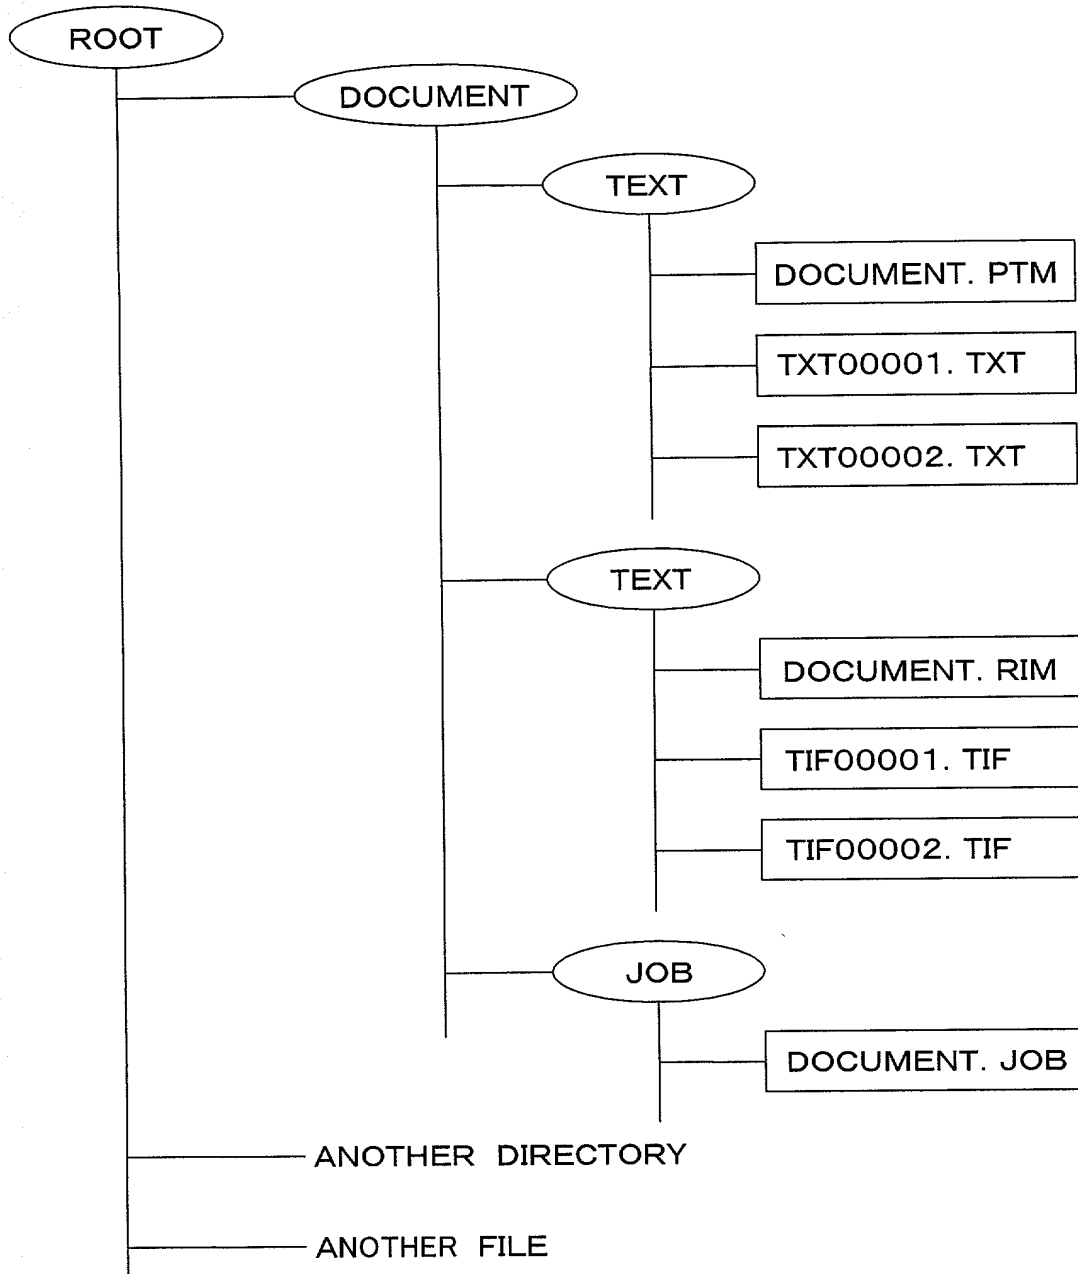 ROOT
DOCUMENT
TEXT
DOCUMENT. PTM
TXT00001. TXT
TXT00002. TXT
TEXT
DOCUMENT. RIM
TIF00001. TIF
TIF00002. TIF
JOB
DOCUMENT. JOB
ANOTHER DIRECTORY
ANOTHER FILE